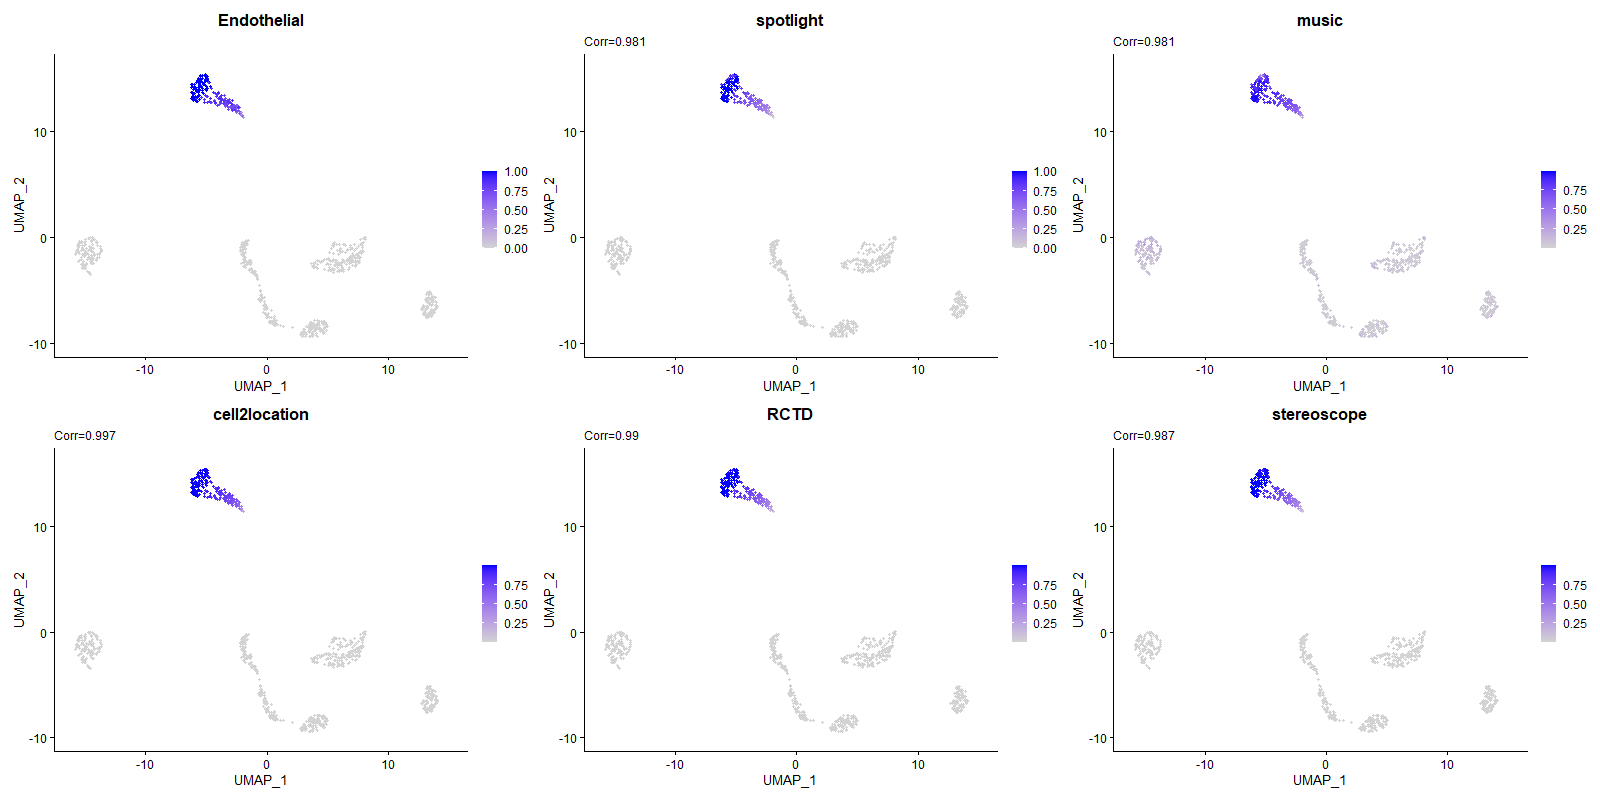 Endothelial
10
0
-10
UMAP_2
-10
0
10
UMAP_1
1.00
0.75
0.50
0.25
0.00
spotlight
Corr=0.981
10
0
-10
UMAP_2
-10
0
10
UMAP_1
1.00
0.75
0.50
0.25
0.00
music
Corr=0.981
10
0
-10
UMAP_2
-10
0
10
UMAP_1
0.75
0.50
0.25
cell2location
Corr=0.997
10
0
-10
UMAP_2
-10
0
10
UMAP_1
0.75
0.50
0.25
RCTD
Corr=0.99
10
0
-10
UMAP_2
-10
0
10
UMAP_1
0.75
0.50
0.25
stereoscope
Corr=0.987
10
0
-10
UMAP_2
-10
0
10
UMAP_1
0.75
0.50
0.25